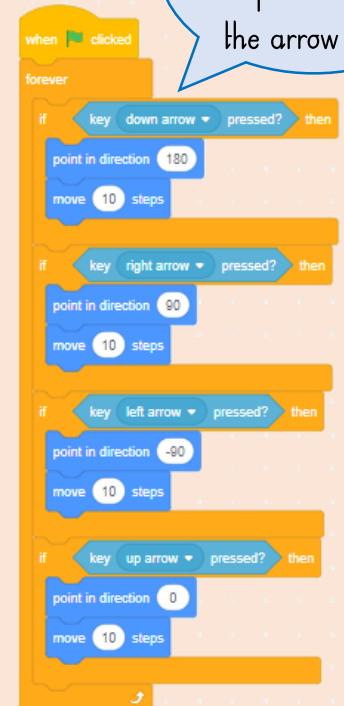 the arrow
when clicked
forever
if key down arrow pressed? then
point in direction 180
move 10 steps
if key right arrow pressed? then
point in direction 90
move 10 steps
if key left arrow pressed? then
point in direction -90
move 10 steps
if key up arrow pressed? then
point in direction 0
move 10 steps